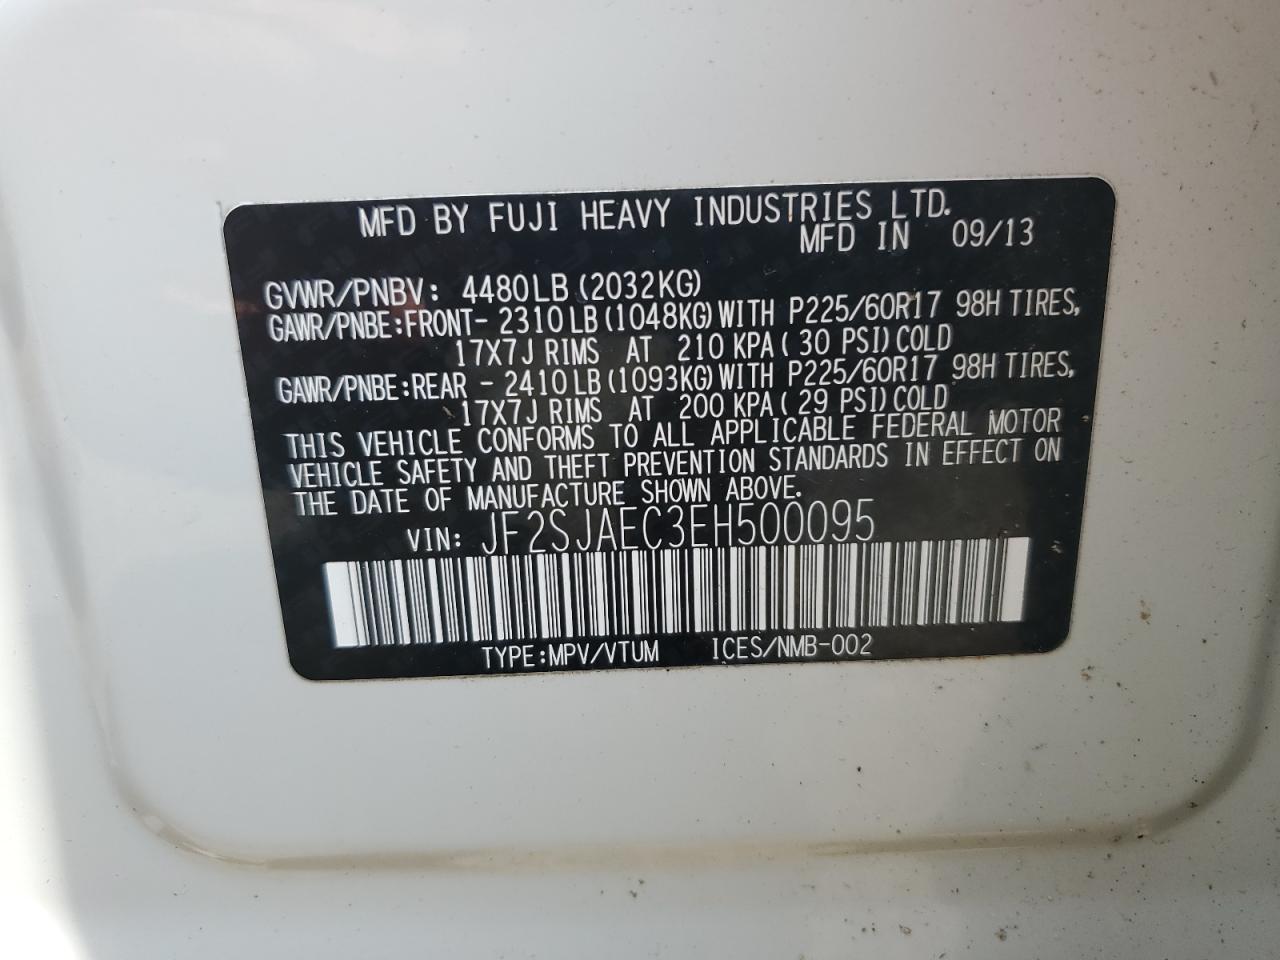 MFD BY FUJI HEAVY INDUSTRIES LTD.
MFD IN 09/13
GVWR/PNBV: 4480LB (2032KG)
GAWR/PNBE:FRONT- 2310 LB (1048KG) WITH P225/60R17 98H TIRES,
17X7J RIMS AT 210 KPA( 30 PSI) COLD
GAWR/PNBE:REAR - 2410 LB (1093KG) WITH P225/60R17 98H TIRES,
17X7J RIMS AT 200 KPA( 29 PSI) COLD
THIS VEHICLE CONFORMS TO ALL APPLICABLE FEDERAL MOTOR
VEHICLE SAFETY AND THEFT PREVENTION STANDARDS IN EFFECT ON
THE DATE OF MANUFACTURE SHOWN ABOVE.
VIN: JF2SJAEC3EH500095
TYPE:MPV/VTUM ICES/NMB-002